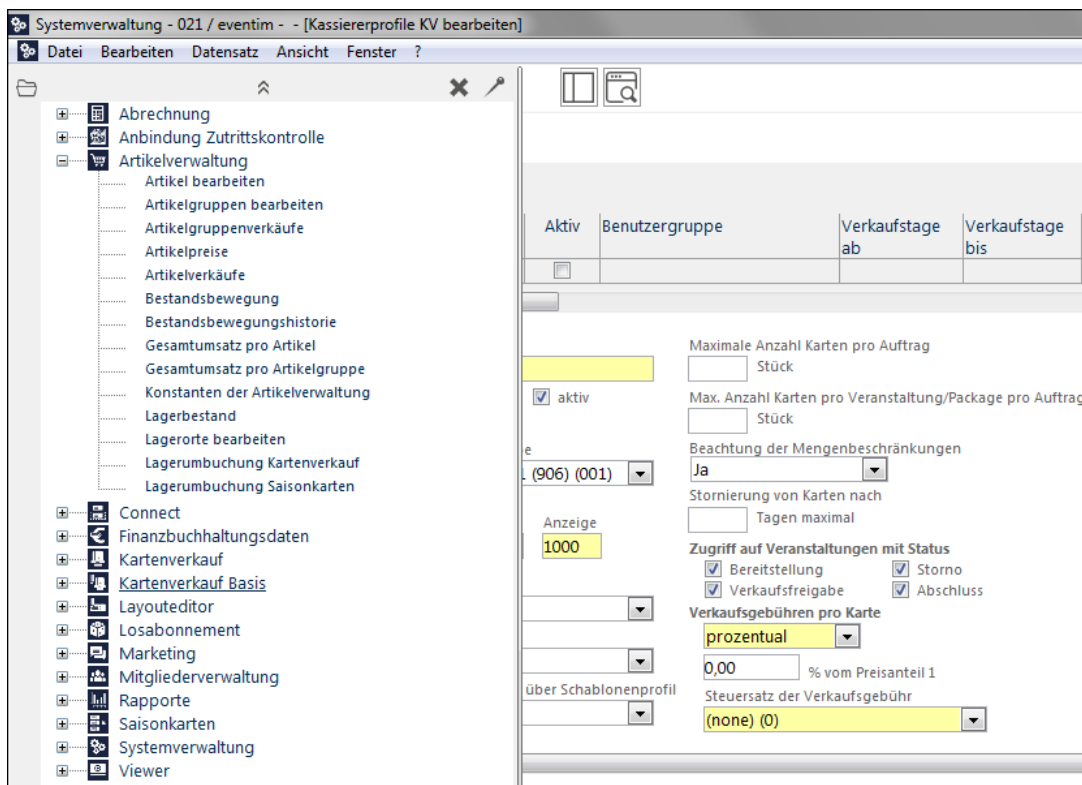 Systemverwaltung - 021 / eventim - - [Kassiererprofile KV bearbeiten]
Datei Bearbeiten Datensatz Ansicht Fenster ?
Abrechnung
Anbindung Zutrittskontrolle
Artikelverwaltung
Artikel bearbeiten
Artikelgruppen bearbeiten
Artikelgruppenverkäufe
Artikelpreise
Artikelverkäufe
Bestandsbewegung
Bestandsbewegungshistorie
Gesamtumsatz pro Artikel
Gesamtumsatz pro Artikelgruppe
Konstanten der Artikelverwaltung
Lagerbestand
Lagerorte bearbeiten
Lagerumbuchung Kartenverkauf
Lagerumbuchung Saisonkarten
Connect
Finanzbuchhaltungsdaten
Kartenverkauf
Kartenverkauf Basis
Layouteditor
Losabonnement
Marketing
Mitgliederverwaltung
Rapporte
Saisonkarten
Systemverwaltung
Viewer
Aktiv Benutzergruppe Verkaufstage ab Verkaufstage bis
aktiv
e
(906) (001)
Anzeige
1000
über Schablonenprofil
Maximale Anzahl Karten pro Auftrag
Stück
Max. Anzahl Karten pro Veranstaltung/Package pro Auftrag
Stück
Beachtung der Mengenbeschränkungen
Ja
Stornierung von Karten nach
Tagen maximal
Zugriff auf Veranstaltungen mit Status
Bereitstellung Storno
Verkaufsfreigabe Abschluss
Verkaufsgebühren pro Karte
prozentual
0,00 % vom Preisanteil 1
Steuersatz der Verkaufsgebühr
(none) (0)